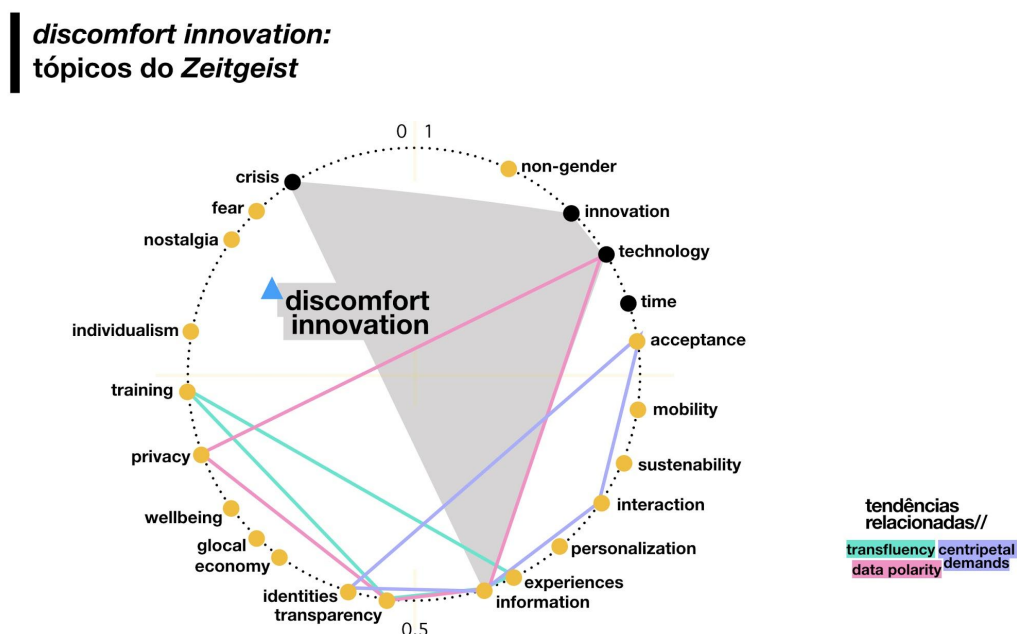 discomfort innovation:
tópicos do Zeitgeist
0 1
non-gender
crisis
innovation
fear
nostalgia
technology
discomfort
innovation
time
individualism
acceptance
training
mobility
privacy
sustenability
interaction
wellbeing
personalization
glocal
economy
experiences
identities
information
transparency
0.5
tendências
relacionadas//
transfluency
centripetal
demands
data polarity